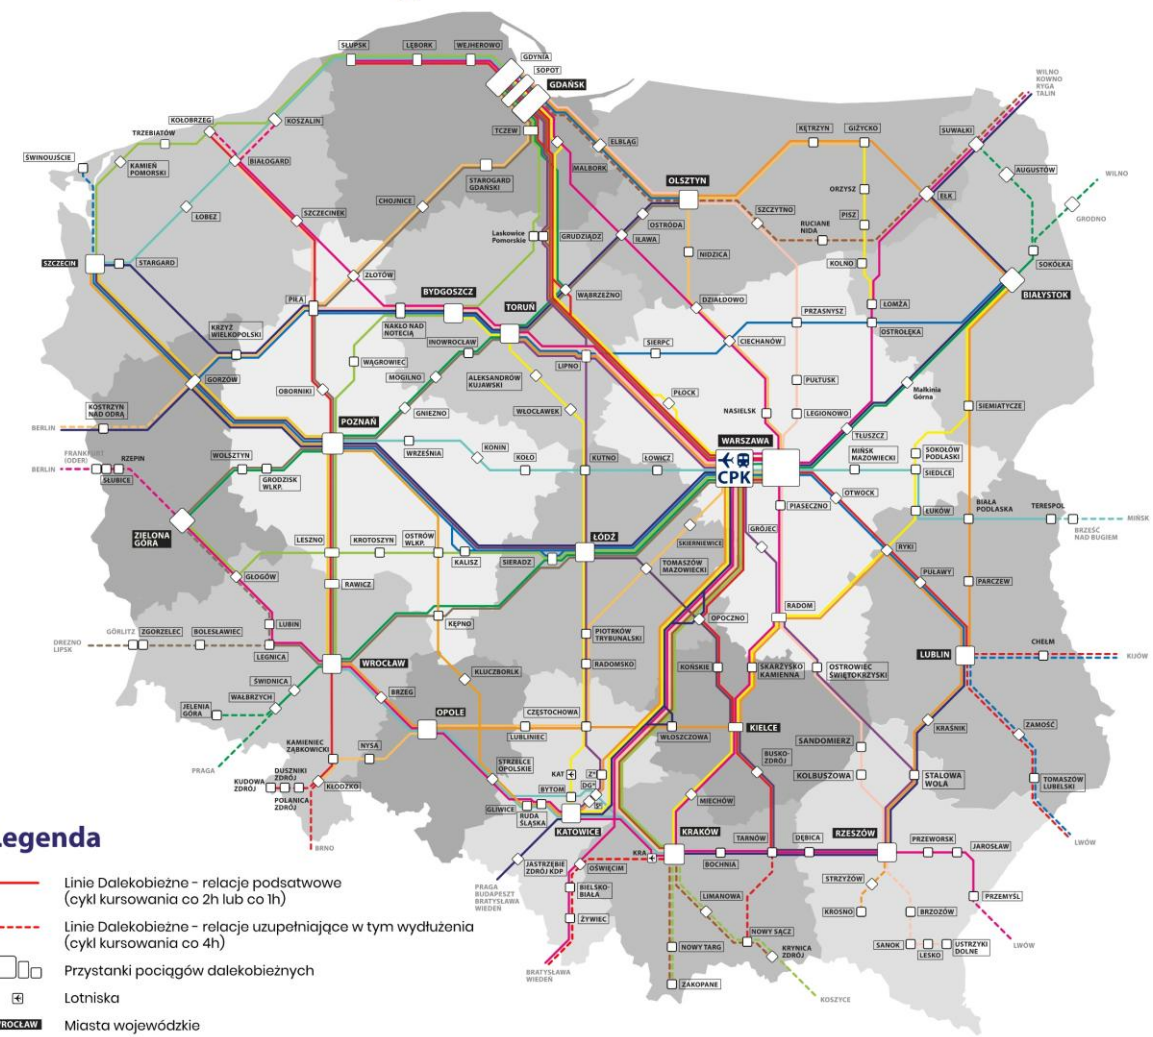 SŁUPSK
LĘBORK
WEJHEROWO
GDYNIA
SOPOT
GDAŃSK
WILNO
KOWNO
RYGA
TALIN
KOŁOBRZEG
KOSZALIN
TRZEBIATÓW
TCZEW
ELBLĄG
KĘTRZYN
GIŻYCKO
SUWAŁKI
ŚWINOUJŚCIE
KAMIEŃ
POMORSKI
BIAŁOGARD
STAROGARD
GDAŃSKI
MALBORK
OLSZTYN
AUGUSTÓW
WILNO
ŁOBEZ
SZCZECINEK
CHOJNICE
ORZYSZ
EŁK
GRODNO
SZCZYTNO
RUCIANE
NIDA
PISZ
Laskowice
Pomorskie
GRUDZIĄDZ
OSTRÓDA
IŁAWA
NIDZICA
KOLNO
SOKÓŁKA
SZCZECIN
STARGARD
ZŁOTÓW
BYDGOSZCZ
WĄBRZEŹNO
BIAŁYSTOK
PIŁA
TORUŃ
DZIAŁDOWO
PRZASNYSZ
ŁOMŻA
OSTROŁĘKA
KRZYŻ
WIELKOPOLSKI
NAKŁO NAD
NOTECIĄ
INOWROCŁAW
SIERPC
CIECHANÓW
WĄGROWIEC
LIPNO
GORZÓW
OBORNIKI
MOGILNO
ALEKSANDRÓW
KUJAWSKI
PŁOCK
PUŁTUSK
Małkinia
Górna
KOSTRZYN
NAD ODRĄ
GNIEZNO
WŁOCŁAWEK
NASIELSK
LEGIONOWO
SIEMIATYCZE
BERLIN
POZNAŃ
WARSZAWA
TŁUSZCZ
FRANKFURT
(ODER)
RZEPIN
WOLSZTYN
WRZEŚNIA
KONIN
KOŁO
KUTNO
ŁOWICZ
CPK
MIŃSK
MAZOWIECKI
SOKOŁÓW
PODLASKI
SIEDLCE
BERLIN
SŁUBICE
GRODZISK
WLKP.
OTWOCK
PIASECZNO
ŁUKÓW
BIAŁA
PODLASKA
TERESPOL
MIŃSK
ZIELONA
GÓRA
GRÓJEC
BRZEŚĆ
NAD BUGIEM
LESZNO
KROTOSZYN
OSTRÓW
WLKP.
KALISZ
SIERADZ
ŁÓDŹ
SKIERNIEWICE
TOMASZÓW
MAZOWIECKI
RYKI
GŁOGÓW
RAWICZ
PUŁAWY
PARCZEW
LUBIN
KĘPNO
OPOCZNO
RADOM
GÖRLITZ
ZGORZELEC
BOLESŁAWIEC
DREZNO
LIPSK
LEGNICA
PIOTRKÓW
TRYBUNALSKI
CHEŁM
LUBLIN
KIJÓW
WROCŁAW
RADOMSKO
KOŃSKIE
SKARŻYSKO
KAMIENNA
OSTROWIEC
ŚWIĘTOKRZYSKI
ŚWIDNICA
WAŁBRZYCH
BRZEG
KLUCZBORLK
JELENIA
GÓRA
OPOLE
CZĘSTOCHOWA
LUBLINIEC
WŁOSZCZOWA
KIELCE
KRAŚNIK
ZAMOŚĆ
KAMIENIEC
ZĄBKOWICKI
NYSA
SANDOMIERZ
PRAGA
STRZELCE
OPOLSKIE
KAT
BUSKO-
ZDRÓJ
KOLBUSZOWA
STALOWA
WOLA
TOMASZÓW
LUBELSKI
KUDOWA
ZDRÓJ
DUSZNIKI
ZDRÓJ
POLANICA
ZDRÓJ
KŁODZKO
BYTOM
GLIWICE
RUDA
ŚLĄSKA
KATOWICE
MIECHÓW
BRNO
KRAKÓW
TARNÓW
DĘBICA
RZESZÓW
PRZEWORSK
JAROSŁAW
LWÓW
KRA
JASTRZĘBIE
ZDRÓJ KDP
OŚWIĘCIM
BOCHNIA
PRAGA
BUDAPESZT
BRATYSŁAWA
WIEDEŃ
BIELSKO-
BIAŁA
LIMANOWA
STRZYŻÓW
PRZEMYŚL
ŻYWIEC
KROSNO
BRZOZÓW
NOWY TARG
NOWY SĄCZ
KRYNICA
ZDRÓJ
SANOK
LESKO
USTRZYKI
DOLNE
LWÓW
BRATYSŁAWA
WIEDEŃ
ZAKOPANE
KOSZYCE
Legenda
Linie Dalekobieżne - relacje podsatwowe
(cykl kursowania co 2h lub co 1h)
Linie Dalekobieżne - relacje uzupełniające w tym wydłużenia
(cykl kursowania co 4h)
Przystanki pociągów dalekobieżnych
Lotniska
WROCŁAW
Miasta wojewódzkie